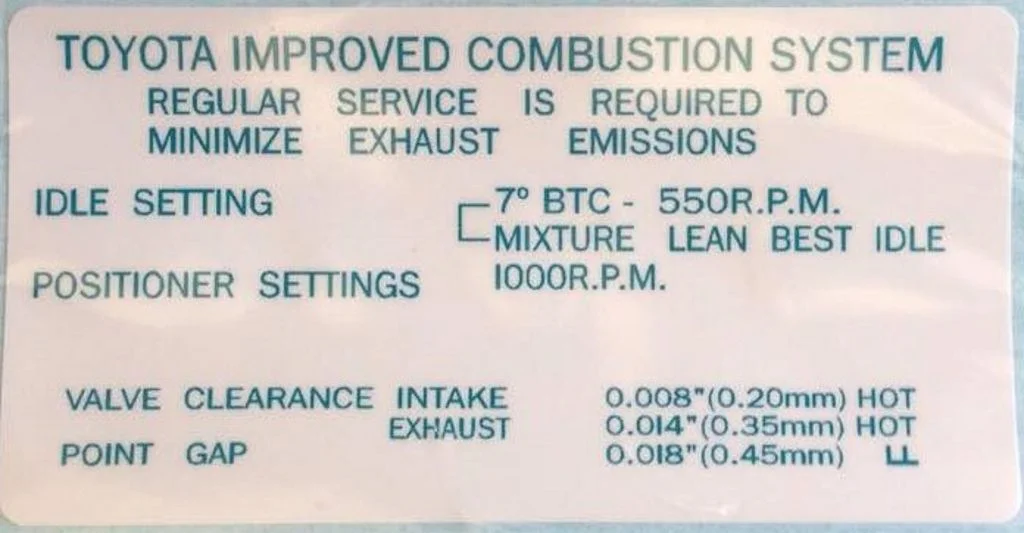 TOYOTA IMPROVED COMBUSTION SYSTEM
REGULAR SERVICE IS REQUIRED TO
MINIMIZE EXHAUST EMISSIONS
IDLE SETTING 7° BTC - 550R.P.M.
MIXTURE LEAN BEST IDLE
POSITIONER SETTINGS 1000R.P.M.
VALVE CLEARANCE INTAKE 0.008"(0.20mm) HOT
EXHAUST 0.014"(0.35mm) HOT
POINT GAP 0.018"(0.45mm) LL